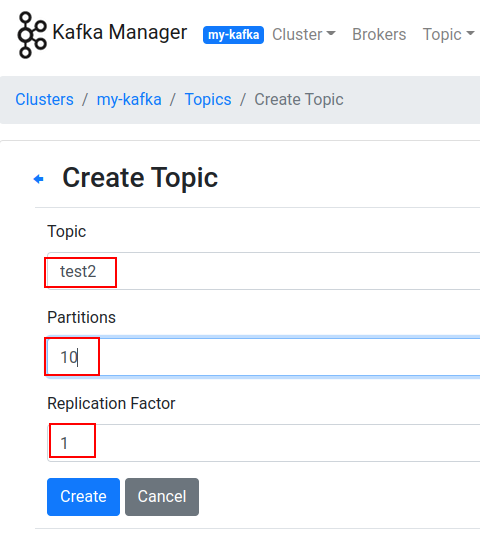 Kafka Manager my-kafka Cluster Brokers Topic
Clusters / my-kafka / Topics / Create Topic
Create Topic
Topic
test2
Partitions
10
Replication Factor
1
Create Cancel